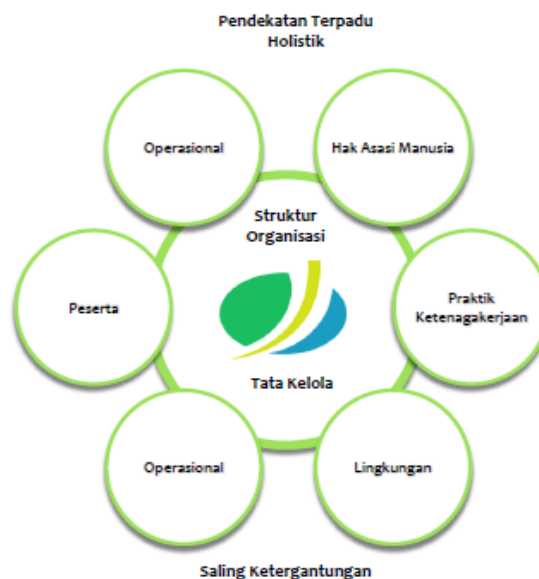 Pendekatan Terpadu
Holistik
Operasional
Hak Asasi Manusia
Struktur
Organisasi
Peserta
Praktik
Ketenagakerjaan
Tata Kelola
Operasional
Lingkungan
Saling Ketergantungan